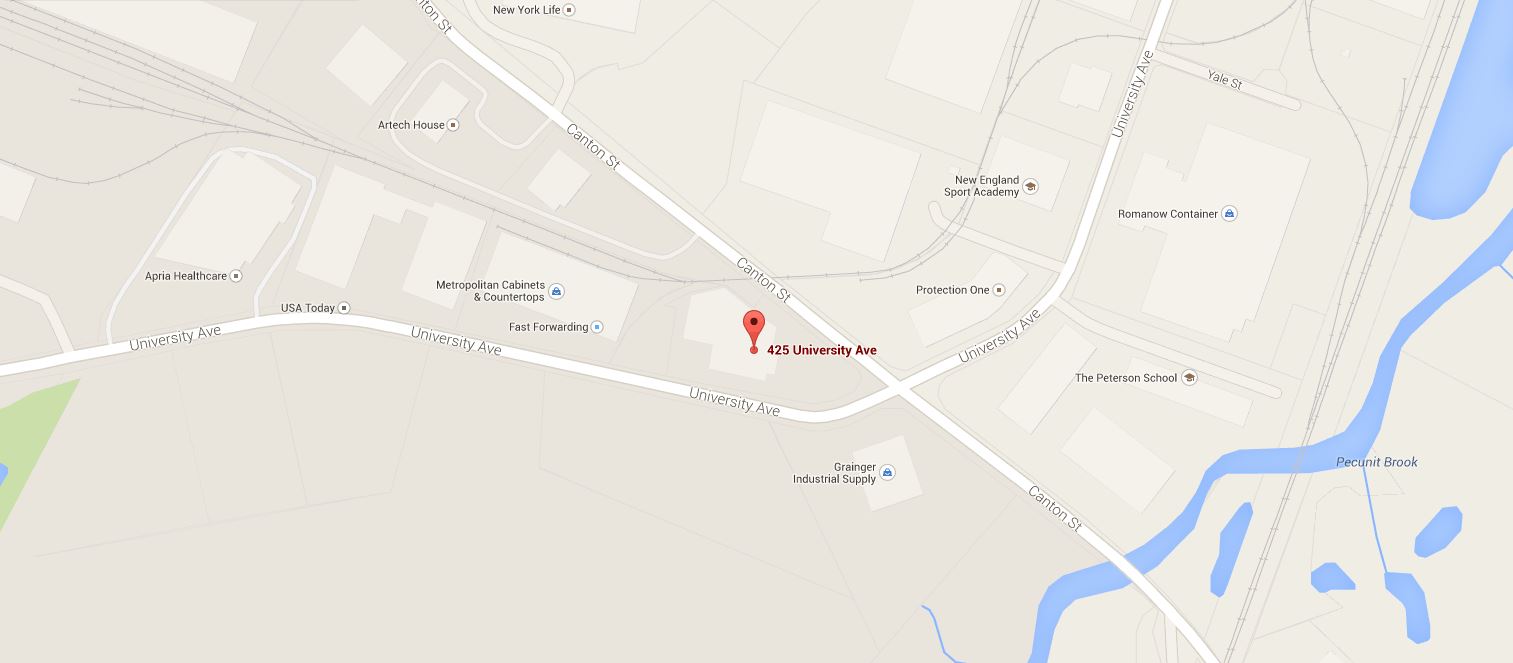 New York Life
nton St
University Ave
Yale St
Artech House
Canton St
New England
Sport Academy
Romanow Container
Apria Healthcare
Canton St
Metropolitan Cabinets
& Countertops
Protection One
USA Today
Fast Forwarding
University Ave
University Ave
University Ave
425 University Ave
The Peterson School
University Ave
Grainger
Industrial Supply
Pecunit Brook
Canton St